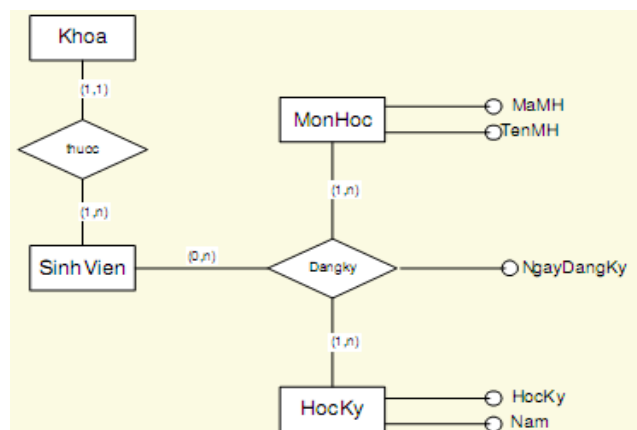 Khoa
(1,1)
thuoc
(1,n)
Sinh Vien
(0,n)
MonHoc
MaMH
TenMH
(1,n)
Dangky
NgayDangKy
(1,n)
HocKy
HocKy
Nam